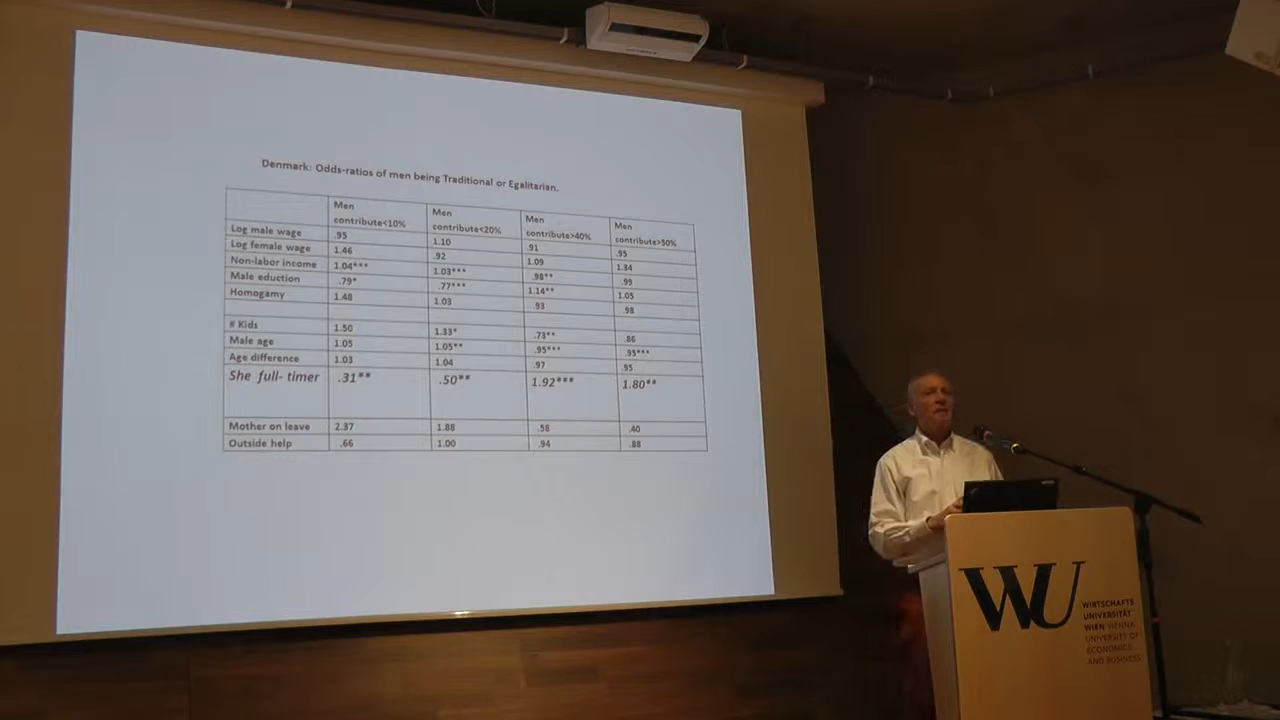 Denmark: Odds-ratios of men being Traditional or Egalitarian.
Men contribute<10% Men contribute<20% Men contribute>40% Men contribute>50%
Log male wage .95 1.10 .91 .95
Log female wage 1.46 .92 1.09 1.34
Non-labor income 1.04*** 1.03*** .98** .99
Male eduction .79* .77*** 1.14** 1.05
Homogamy 1.48 1.03 .93 .98
# Kids 1.50 1.33* .73** .86
Male age 1.05 1.05** .95*** .93***
Age difference 1.03 1.04 .97 .95
She full- timer .31** .50** 1.92*** 1.80**
Mother on leave 2.37 1.88 .58 .40
Outside help .66 1.00 .94 .88
WU
WIRTSCHAFTS
UNIVERSITÄT
WIEN VIENNA
UNIVERSITY OF
ECONOMICS
AND BUSINESS